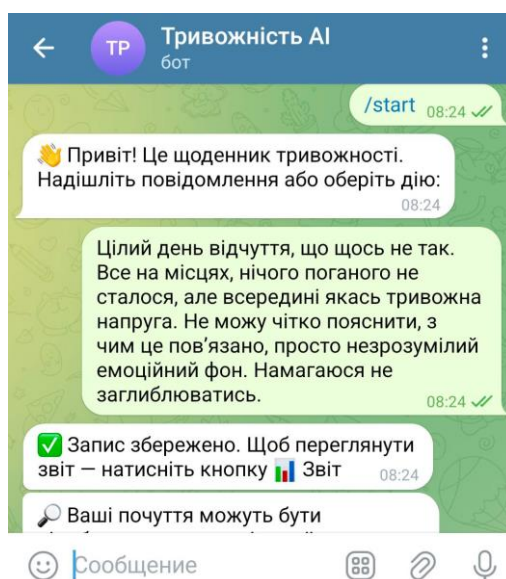 Тривожність AI
ТР
бот
/start 08:24
👋 Привіт! Це щоденник тривожності.
Надішліть повідомлення або оберіть дію:
08:24
Цілий день відчуття, що щось не так.
Все на місцях, нічого поганого не
сталося, але всередині якась тривожна
напруга. Не можу чітко пояснити, з
чим це пов’язано, просто незрозумілий
емоційний фон. Намагаюся не
заглиблюватись.
08:24
✅ Запис збережено. Щоб переглянути
звіт — натисніть кнопку 📊 Звіт 08:24
🔎 Ваші почуття можуть бути
Сообщение